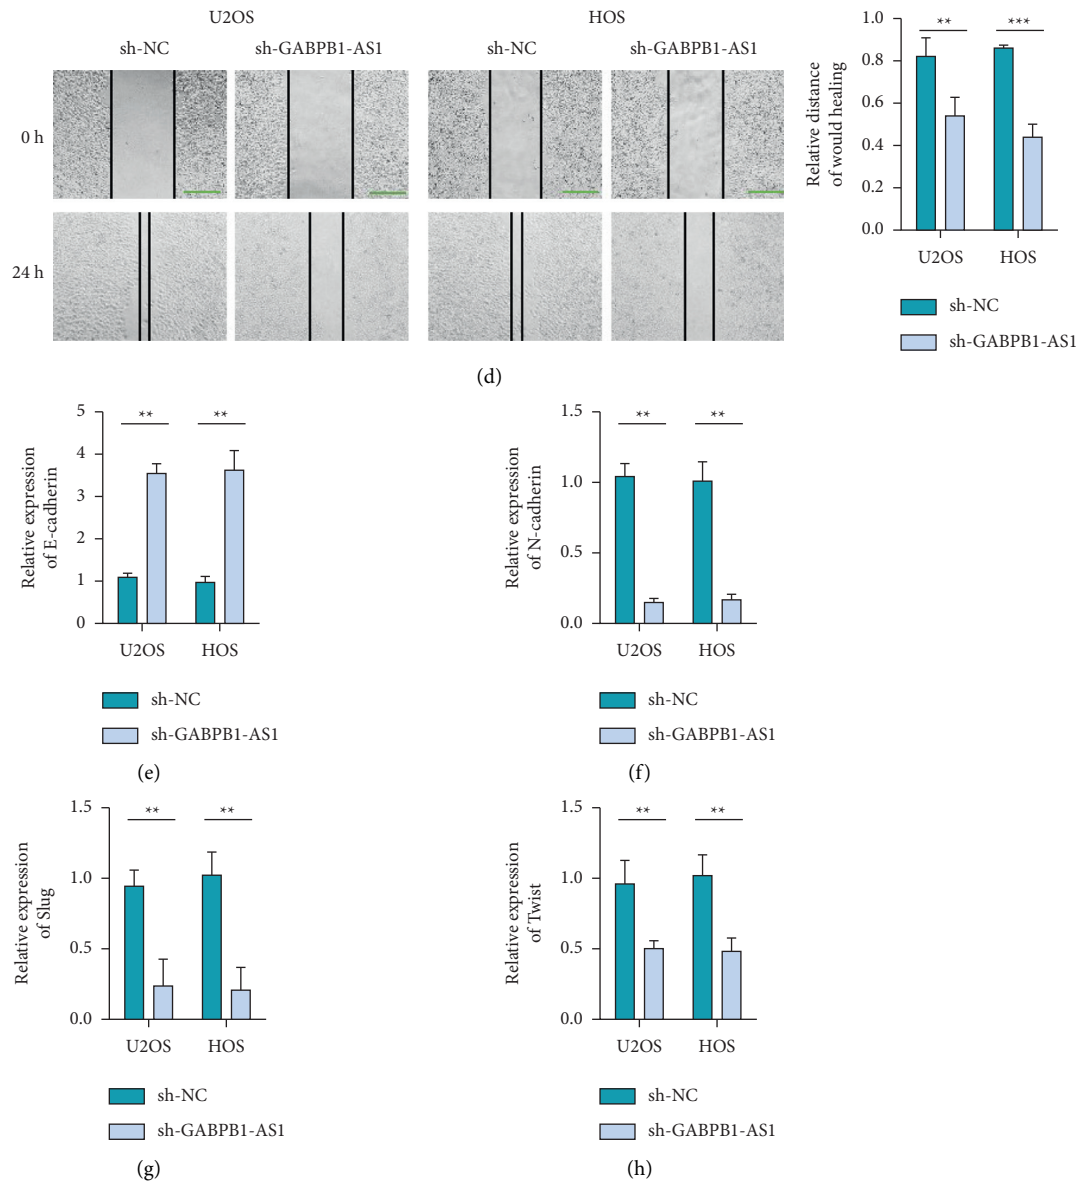 U2OS
HOS
sh-NC
sh-GABPB1-AS1
sh-NC
sh-GABPB1-AS1
0 h
24 h
Relative distance
of would healing
1.0
0.8
0.6
0.4
0.2
0.0
**
***
U2OS
HOS
sh-NC
sh-GABPB1-AS1
(d)
Relative expression
of E-cadherin
5
4
3
2
1
0
**
**
U2OS
HOS
sh-NC
sh-GABPB1-AS1
(e)
Relative expression
of N-cadherin
1.5
1.0
0.5
0.0
**
**
U2OS
HOS
sh-NC
sh-GABPB1-AS1
(f)
Relative expression
of Slug
1.5
1.0
0.5
0.0
**
**
U2OS
HOS
sh-NC
sh-GABPB1-AS1
(g)
Relative expression
of Twist
1.5
1.0
0.5
0.0
**
**
U2OS
HOS
sh-NC
sh-GABPB1-AS1
(h)